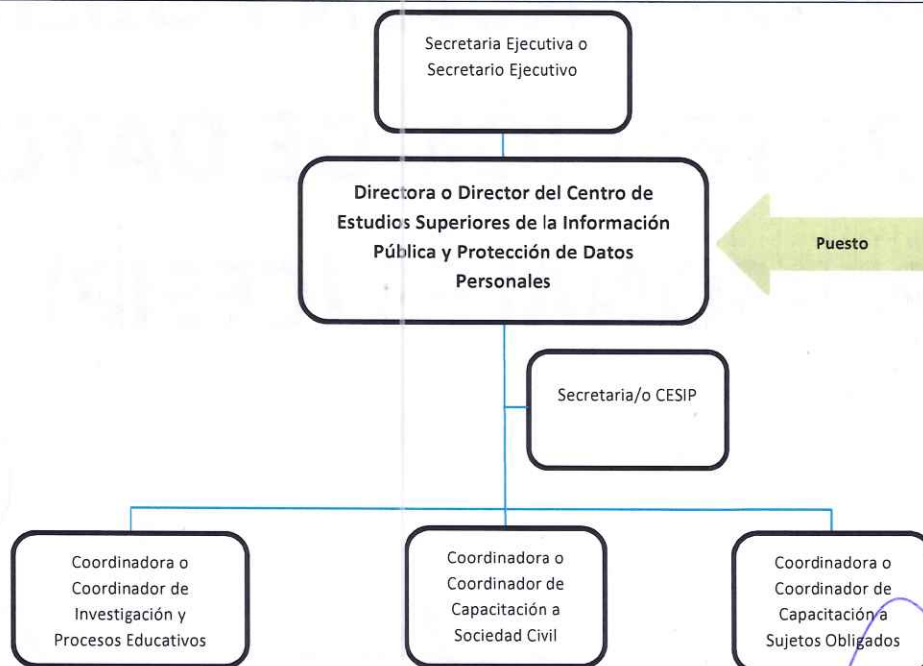 Secretaria Ejecutiva o
Secretario Ejecutivo
Directora o Director del Centro de
Estudios Superiores de la Información
Pública y Protección de Datos
Personales
Puesto
Secretaria/o CESIP
Coordinadora o
Coordinador de
Investigación y
Procesos Educativos
Coordinadora o
Coordinador de
Capacitación a
Sociedad Civil
Coordinadora o
Coordinador de
Capacitación a
Sujetos Obligados